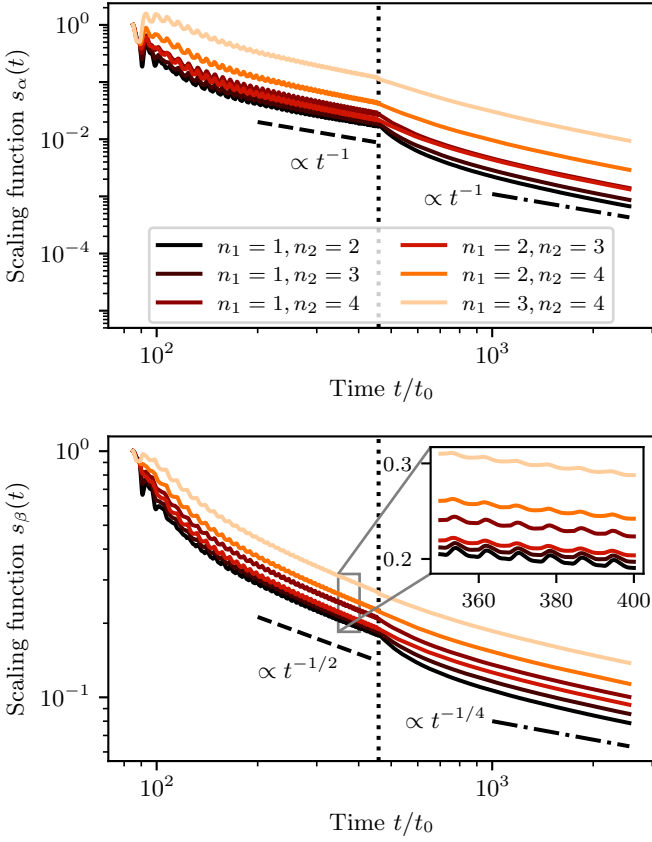 Scaling function s_α(t)
10^0
10^{-2}
10^{-4}
∝ t^{-1}
∝ t^{-1}
n_1 = 1, n_2 = 2
n_1 = 1, n_2 = 3
n_1 = 1, n_2 = 4
n_1 = 2, n_2 = 3
n_1 = 2, n_2 = 4
n_1 = 3, n_2 = 4
10^2
10^3
Time t/t_0
Scaling function s_β(t)
10^0
10^{-1}
0.3
0.2
360
380
400
∝ t^{-1/2}
∝ t^{-1/4}
10^2
10^3
Time t/t_0